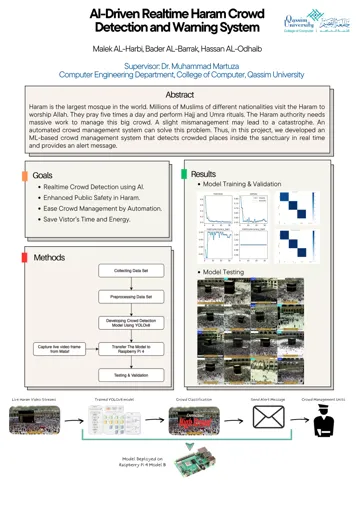 AI-Driven Realtime Haram Crowd
Detection and Warning System
Qassim
University
Malek AL-Harbi, Bader AL-Barrak, Hassan AL-Odhaib
Supervisor: Dr. Muhammad Martuza
Computer Engineering Department, College of Computer, Qassim University
Abstract
Haram is the largest mosque in the world. Millions of Muslims of different nationalities visit the Haram to
worship Allah. They pray five times a day and perform Hajj and Umra rituals. The Haram authority needs
massive work to manage this big crowd. A slight mismanagement may lead to a catastrophe. An
automated crowd management system can solve this problem. Thus, in this project, we developed an
ML-based crowd management system that detects crowded places inside the sanctuary in real time
and provides an alert message.
Goals
• Realtime Crowd Detection using AI.
• Enhanced Public Safety in Haram.
• Ease Crowd Management by Automation.
• Save Vistor's Time and Energy.
Methods
Collecting Data Set
Preprocessing Data Set
Developing Crowd Detection
Model Using YOLOv8
Capture live video frame
from Mataf
Transfer The Model to
Raspberry Pi 4
Testing & Validation
Results
• Model Training & Validation
• Model Testing
Live Haram Video Streams
Trained YOLOv8 Model
Crowd Classification
Send Alert Message
Crowd Management Units
Model Deployed on
Raspberry Pi 4 Model B